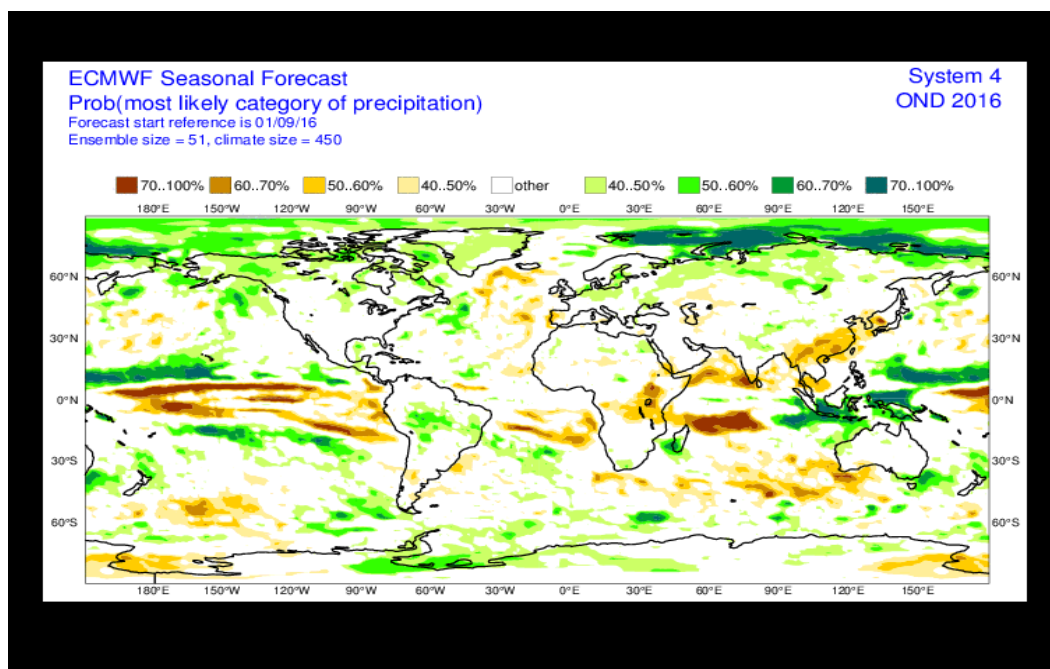 ECMWF Seasonal Forecast
System 4
Prob(most likely category of precipitation)
OND 2016
Forecast start reference is 01/09/16
Ensemble size = 51, climate size = 450
70..100% 60..70% 50..60% 40..50% other 40..50% 50..60% 60..70% 70..100%
180°E 150°W 120°W 90°W 60°W 30°W 0°E 30°E 60°E 90°E 120°E 150°E
60°N 60°N
30°N 30°N
0°N 0°N
30°S 30°S
60°S 60°S
180°E 150°W 120°W 90°W 60°W 30°W 0°E 30°E 60°E 90°E 120°E 150°E